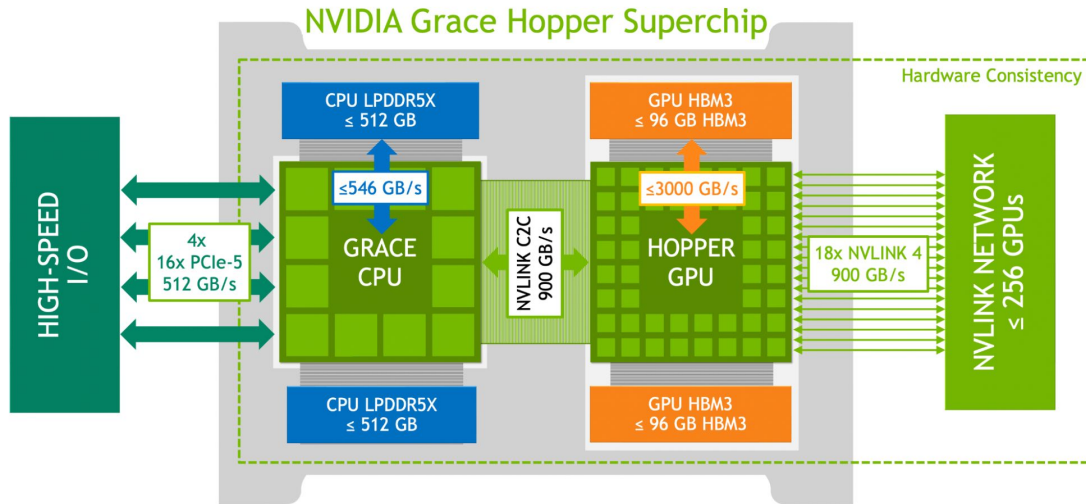 NVIDIA Grace Hopper Superchip
Hardware Consistency
CPU LPDDR5X
≤ 512 GB
GPU HBM3
≤ 96 GB HBM3
HIGH-SPEED
I/O
4x
16x PCIe-5
512 GB/s
≤546 GB/s
GRACE
CPU
NVLINK C2C
900 GB/s
≤3000 GB/s
HOPPER
GPU
18x NVLINK 4
900 GB/s
NVLINK NETWORK
≤ 256 GPUs
CPU LPDDR5X
≤ 512 GB
GPU HBM3
≤ 96 GB HBM3